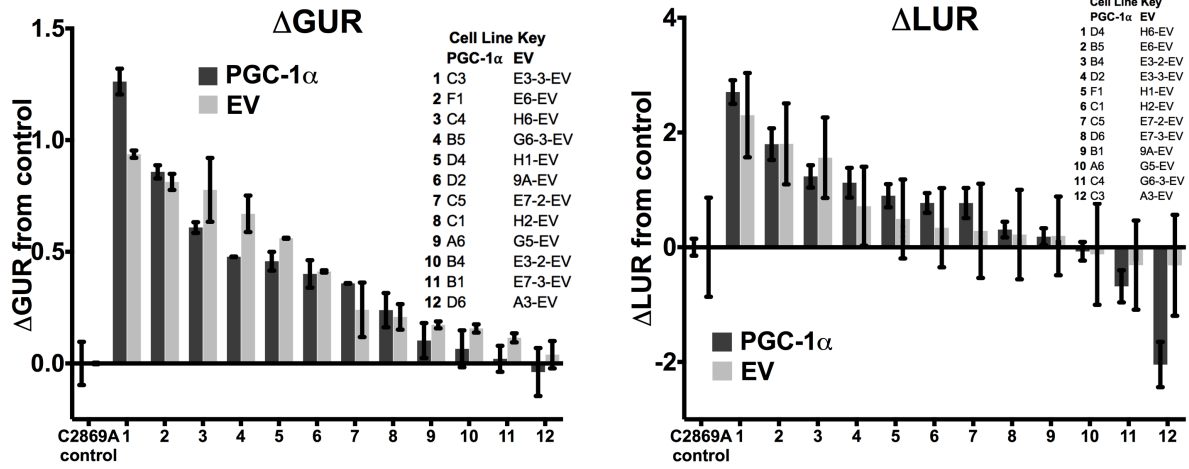 ΔGUR
1.5
1.0
0.5
0.0
ΔGUR from control
PGC-1α
EV
Cell Line Key
PGC-1α EV
1 C3 E3-3-EV
2 F1 E6-EV
3 C4 H6-EV
4 B5 G6-3-EV
5 D4 H1-EV
6 D2 9A-EV
7 C5 E7-2-EV
8 C1 H2-EV
9 A6 G5-EV
10 B4 E3-2-EV
11 B1 E7-3-EV
12 D6 A3-EV
C2869A 1 2 3 4 5 6 7 8 9 10 11 12
control
ΔLUR
4
2
0
-2
ΔLUR from control
Cell Line Key
PGC-1α EV
1 D4 H6-EV
2 B5 E6-EV
3 B4 E3-2-EV
4 D2 E3-3-EV
5 F1 H1-EV
6 C1 H2-EV
7 C5 E7-2-EV
8 D6 E7-3-EV
9 B1 9A-EV
10 A6 G5-EV
11 C4 G6-3-EV
12 C3 A3-EV
PGC-1α
EV
C2869A 1 2 3 4 5 6 7 8 9 10 11 12
control